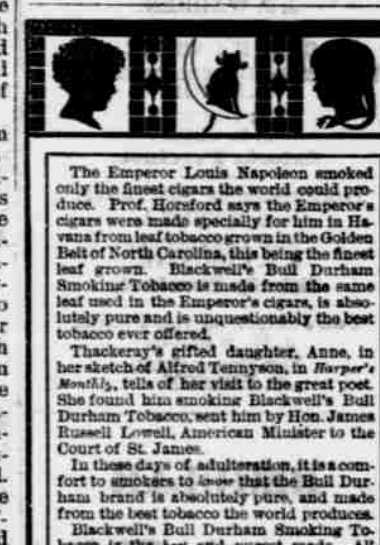 The Emperor Louis Napoleon smoked
only the finest cigars the world could pro-
duce. Prof. Horsford says the Emperor's
cigars were made specially for him in Ha-
vana from leaf tobacco grown in the Golden
Belt of North Carolina, this being the finest
leaf grown. Blackwell's Bull Durham
Smoking Tobacco is made from the same
leaf used in the Emperor's cigars, is abso-
lutely pure and is unquestionably the best
tobacco ever offered.
Thackeray's gifted daughter, Anne, in
her sketch of Alfred Tennyson, in Harper's
Monthly, tells of her visit to the great poet.
She found him smoking Blackwell's Bull
Durham Tobacco, sent him by Hon. James
Russell Lowell, American Minister to the
Court of St. James.
In these days of adulteration, it is a com-
fort to smokers to know that the Bull Dur-
ham brand is absolutely pure, and made
from the best tobacco the world produces.
Blackwell's Bull Durham Smoking To-